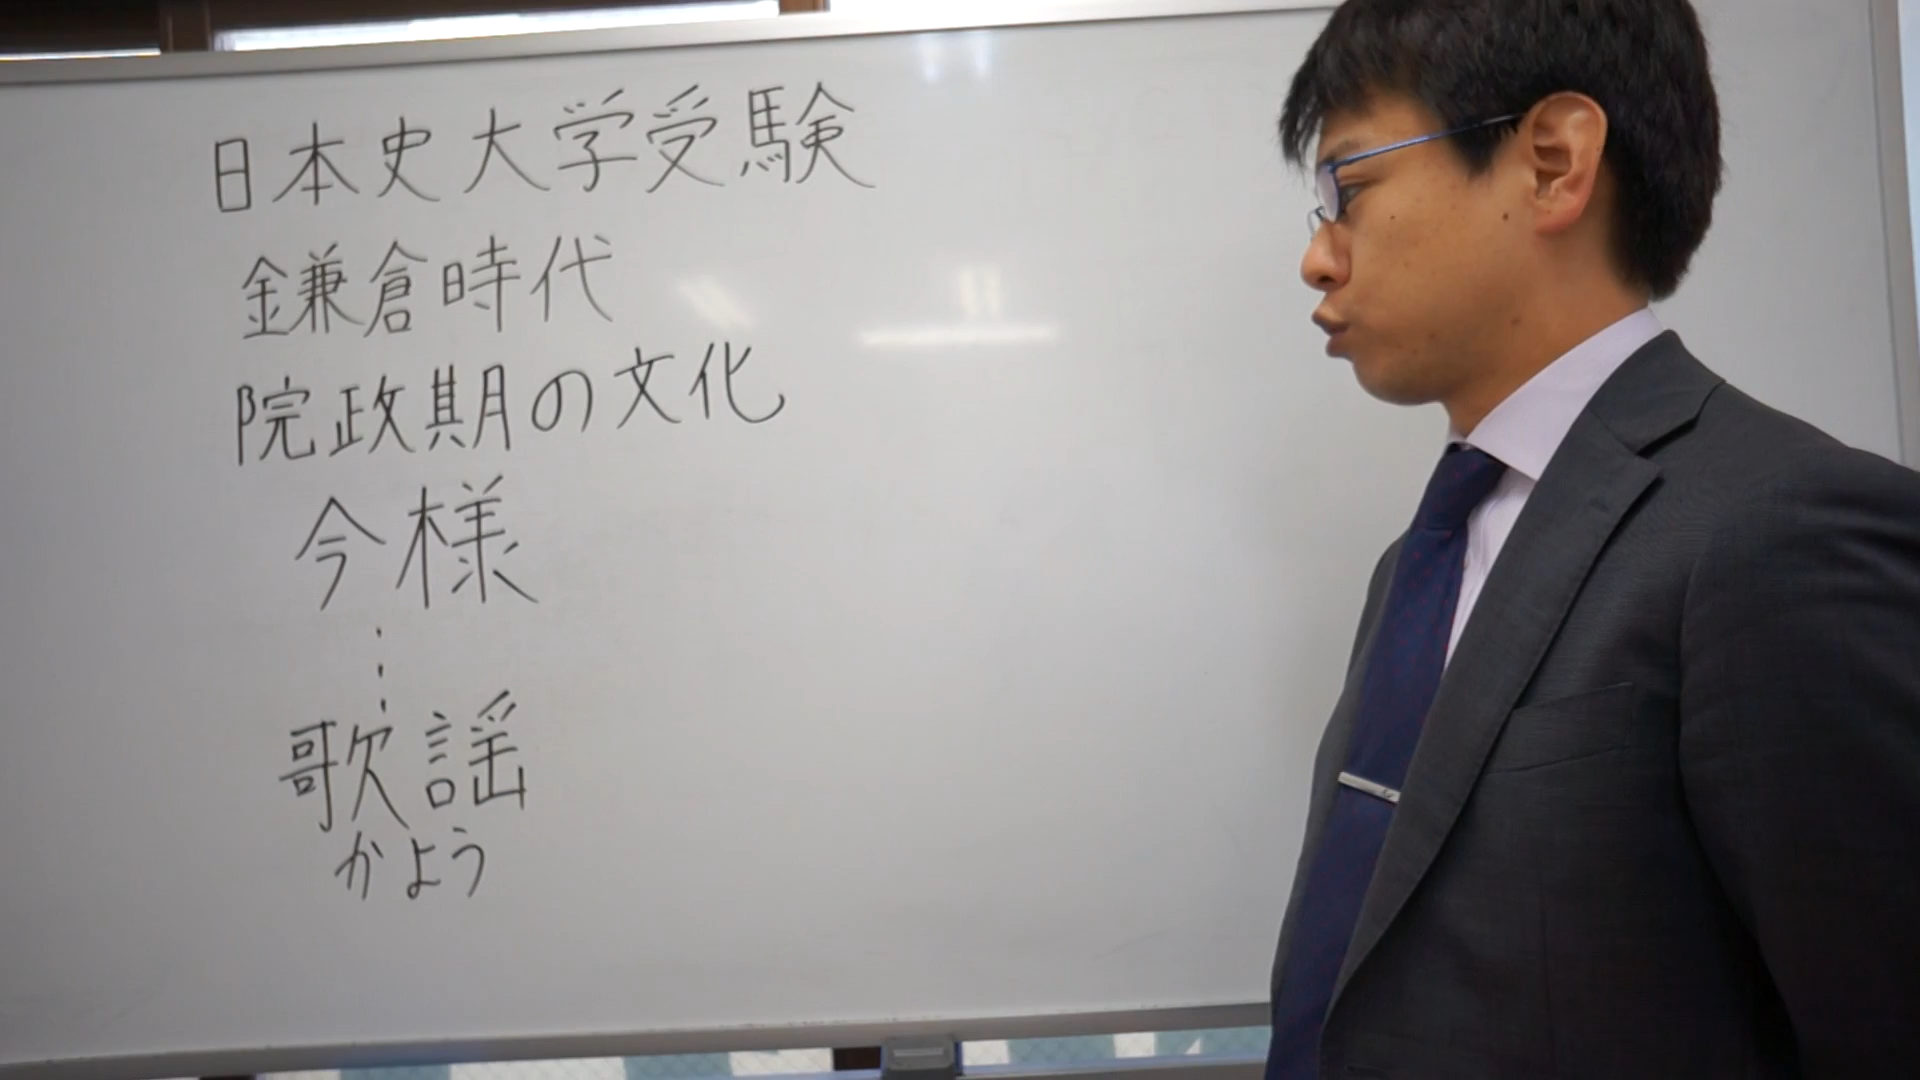 日本史大学受験
鎌倉時代
院政期の文化
今様
⋮
歌謡
かよう